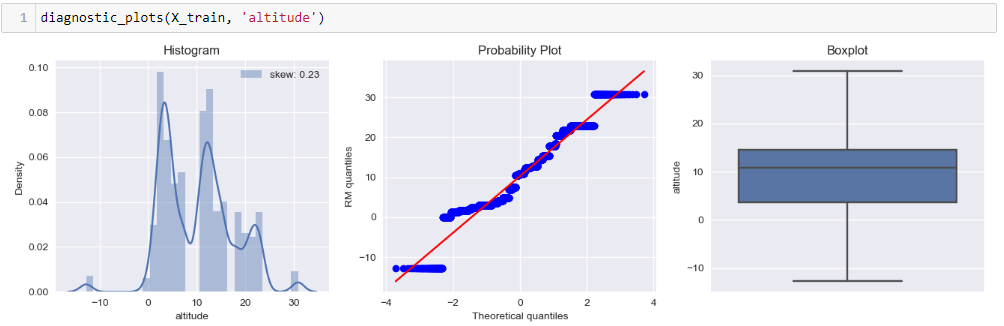 1 diagnostic_plots(X_train, 'altitude')
Histogram
Probability Plot
Boxplot
skew: 0.23
0.10
0.08
0.06
0.04
0.02
0.00
Density
−10 0 10 20 30
altitude
30
20
10
0
−10
RM quantiles
−4 −2 0 2 4
Theoretical quantiles
30
20
10
0
−10
altitude